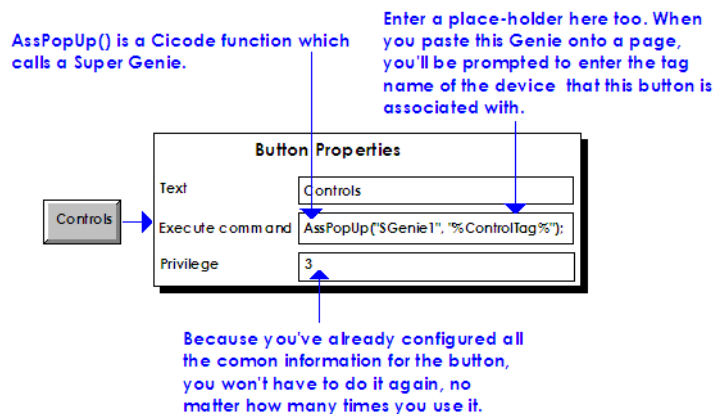 AssPopUp() is a Cicode function which
calls a Super Genie.
Enter a place-holder here too. When
you paste this Genie onto a page,
you'll be prompted to enter the tag
name of the device that this button is
associated with.
Button Properties
Text
Controls
Controls
Execute command
AssPopUp("SGenie1", "%ControlTag%");
Privilege
3
Because you've already configured all
the comon information for the button,
you won't have to do it again, no
matter how many times you use it.